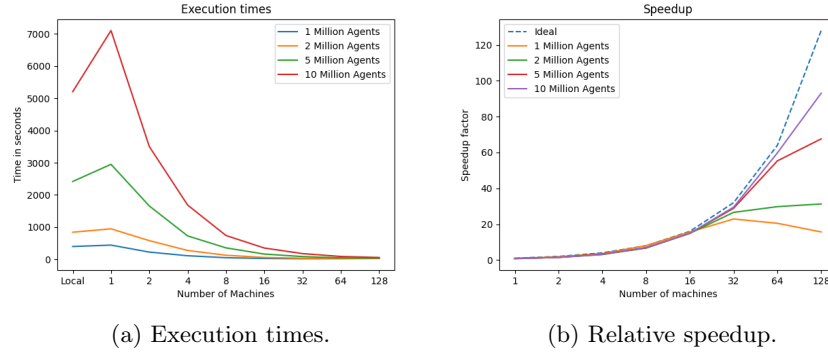 Execution times
7000
6000
5000
4000
3000
2000
1000
0
Time in seconds
1 Million Agents
2 Million Agents
5 Million Agents
10 Million Agents
Local 1 2 4 8 16 32 64 128
Number of Machines
(a) Execution times.
Speedup
120
100
80
60
40
20
0
Speedup factor
Ideal
1 Million Agents
2 Million Agents
5 Million Agents
10 Million Agents
1 2 4 8 16 32 64 128
Number of machines
(b) Relative speedup.